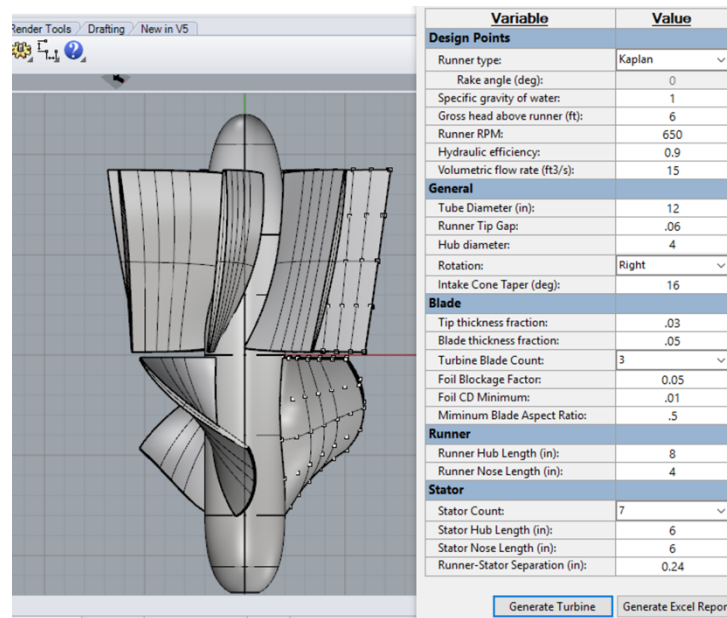 Render Tools Drafting New in V5
Variable Value
Design Points
Runner type: Kaplan
Rake angle (deg): 0
Specific gravity of water: 1
Gross head above runner (ft): 6
Runner RPM: 650
Hydraulic efficiency: 0.9
Volumetric flow rate (ft3/s): 15
General
Tube Diameter (in): 12
Runner Tip Gap: .06
Hub diameter: 4
Rotation: Right
Intake Cone Taper (deg): 16
Blade
Tip thickness fraction: .03
Blade thickness fraction: .05
Turbine Blade Count: 3
Foil Blockage Factor: 0.05
Foil CD Minimum: .01
Miminum Blade Aspect Ratio: .5
Runner
Runner Hub Length (in): 8
Runner Nose Length (in): 4
Stator
Stator Count: 7
Stator Hub Length (in): 6
Stator Nose Length (in): 6
Runner-Stator Separation (in): 0.24
Generate Turbine Generate Excel Repor